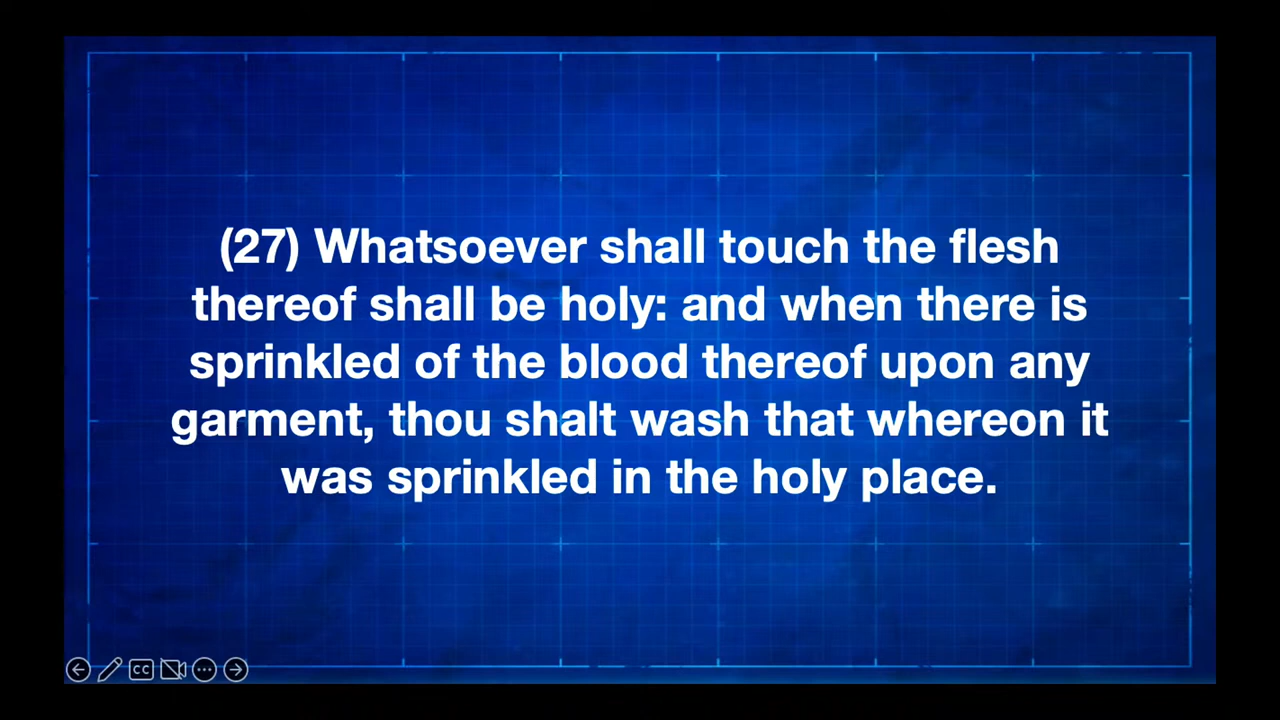 (27) Whatsoever shall touch the flesh
thereof shall be holy: and when there is
sprinkled of the blood thereof upon any
garment, thou shalt wash that whereon it
was sprinkled in the holy place.
CC